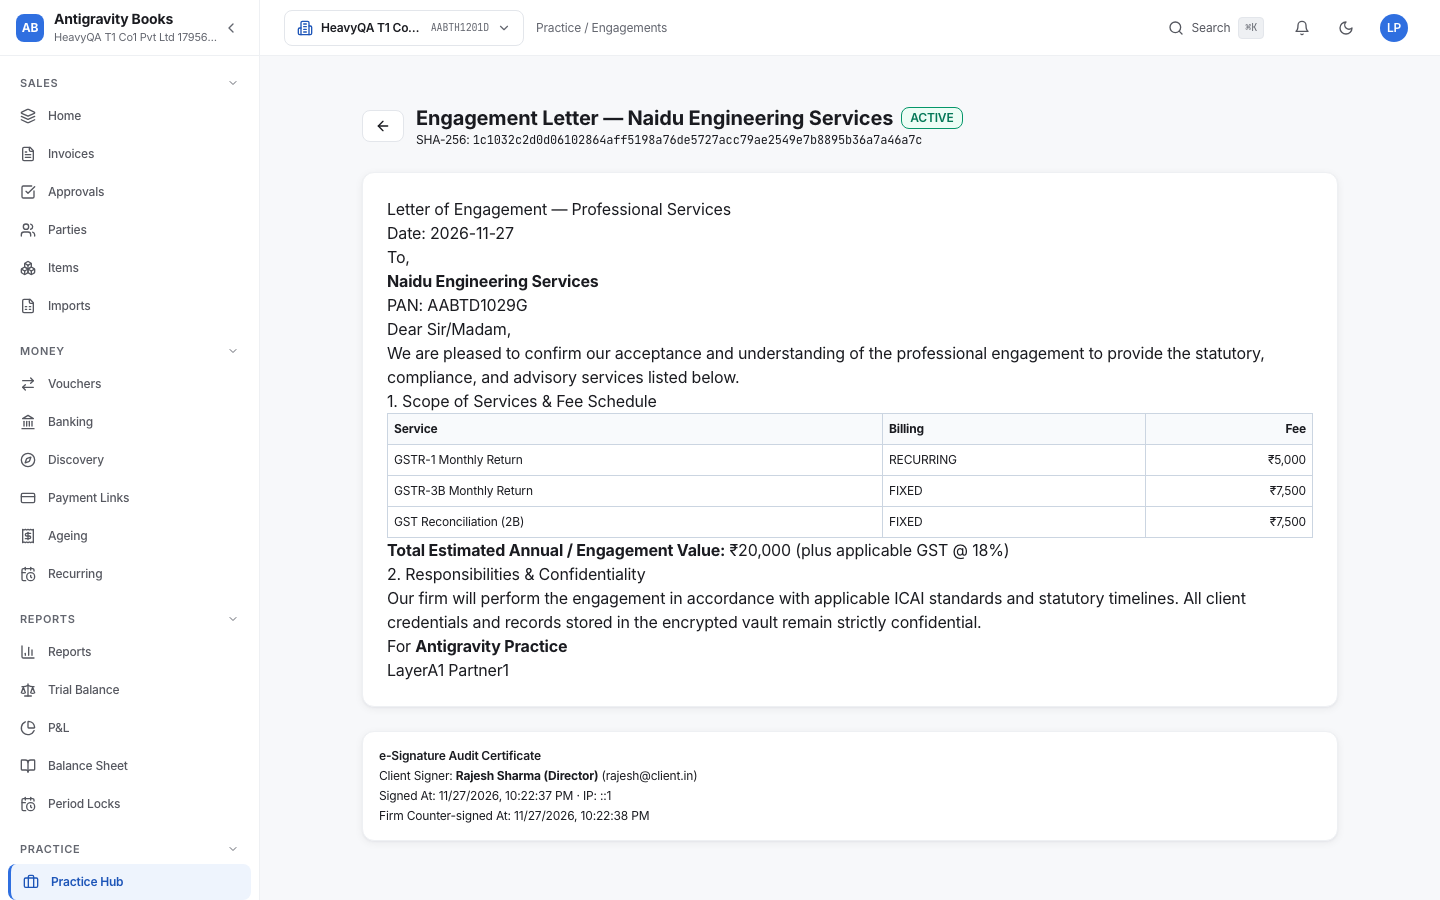 AB
Antigravity Books
HeavyQA T1 Co1 Pvt Ltd 17956...
SALES
Home
Invoices
Approvals
Parties
Items
Imports
MONEY
Vouchers
Banking
Discovery
Payment Links
Ageing
Recurring
REPORTS
Reports
Trial Balance
P&L
Balance Sheet
Period Locks
PRACTICE
Practice Hub
HeavyQA T1 Co... AABTH1201D
Practice / Engagements
Search ⌘K
LP
Engagement Letter — Naidu Engineering Services ACTIVE
SHA-256: 1c1032c2d0d06102864aff5198a76de5727acc79ae2549e7b8895b36a7a46a7c
Letter of Engagement — Professional Services
Date: 2026-11-27
To,
Naidu Engineering Services
PAN: AABTD1029G
Dear Sir/Madam,
We are pleased to confirm our acceptance and understanding of the professional engagement to provide the statutory,
compliance, and advisory services listed below.
1. Scope of Services & Fee Schedule
Service Billing Fee
GSTR-1 Monthly Return RECURRING ₹5,000
GSTR-3B Monthly Return FIXED ₹7,500
GST Reconciliation (2B) FIXED ₹7,500
Total Estimated Annual / Engagement Value: ₹20,000 (plus applicable GST @ 18%)
2. Responsibilities & Confidentiality
Our firm will perform the engagement in accordance with applicable ICAI standards and statutory timelines. All client
credentials and records stored in the encrypted vault remain strictly confidential.
For Antigravity Practice
LayerA1 Partner1
e-Signature Audit Certificate
Client Signer: Rajesh Sharma (Director) (rajesh@client.in)
Signed At: 11/27/2026, 10:22:37 PM · IP: ::1
Firm Counter-signed At: 11/27/2026, 10:22:38 PM